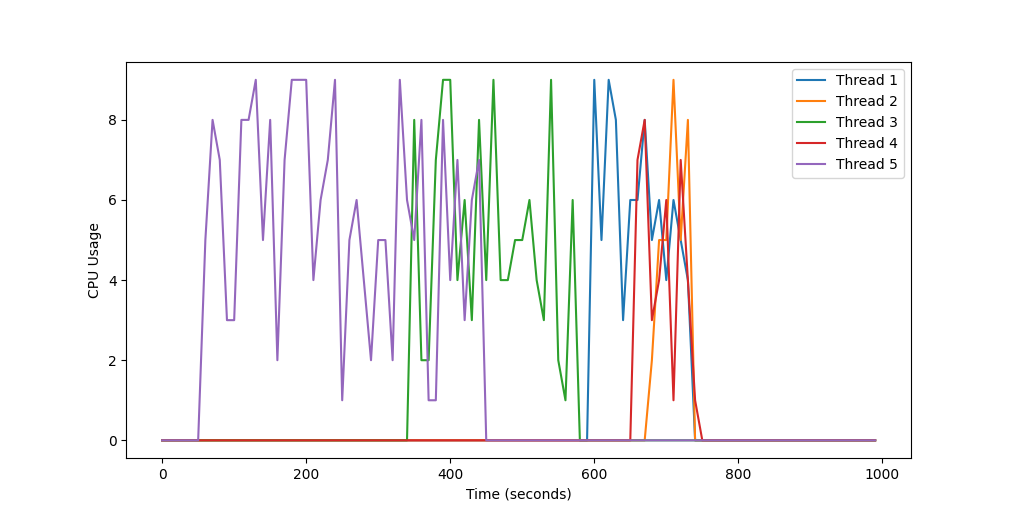 Thread 1
Thread 2
Thread 3
Thread 4
Thread 5
CPU Usage
8
6
4
2
0
0 200 400 600 800 1000
Time (seconds)